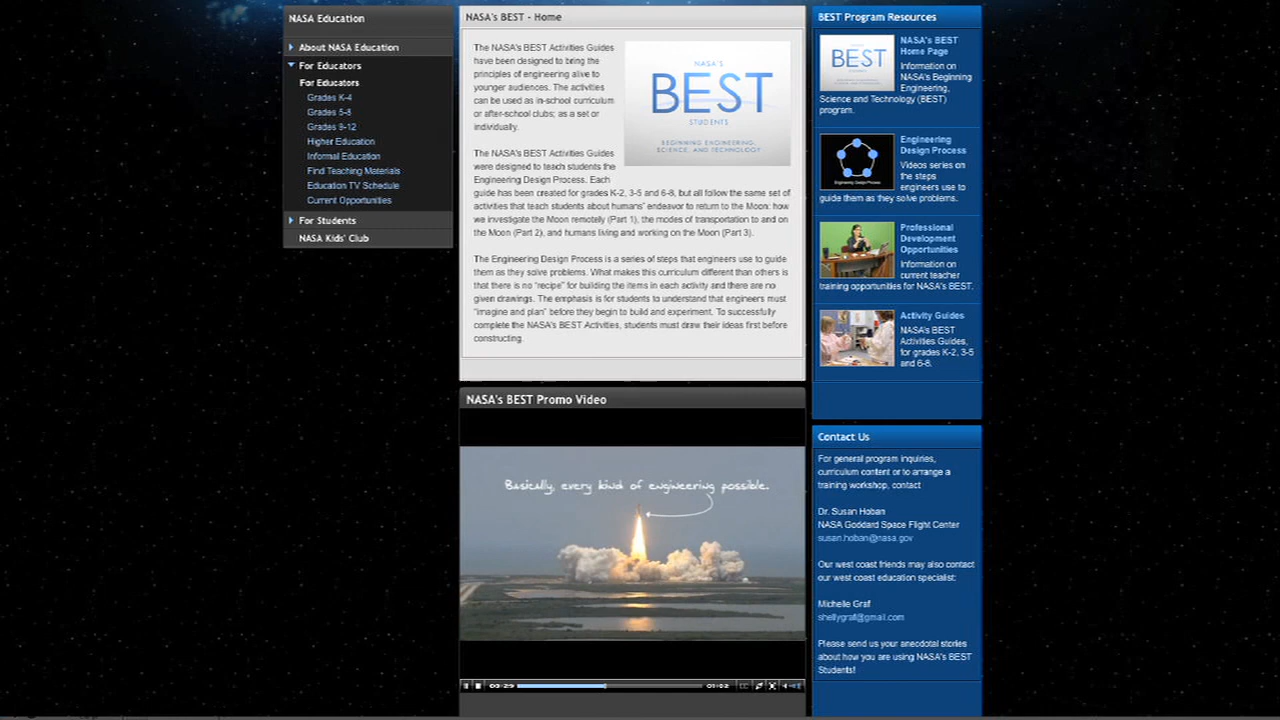 NASA Education
About NASA Education
For Educators
For Educators
Grades K-4
Grades 5-8
Grades 9-12
Higher Education
Informal Education
Find Teaching Materials
Education TV Schedule
Current Opportunities
For Students
NASA Kids' Club
NASA's BEST - Home
The NASA's BEST Activities Guides
have been designed to bring the
principles of engineering alive to
younger audiences. The activities
can be used as in-school curriculum
or after-school clubs; as a set or
individually.
The NASA's BEST Activities Guides
were designed to teach students the
Engineering Design Process. Each
guide has been created for grades K-2, 3-5 and 6-8, but all follow the same set of
activities that teach students about humans' endeavor to return to the Moon: how
we investigate the Moon remotely (Part 1), the modes of transportation to and on
the Moon (Part 2), and humans living and working on the Moon (Part 3).
The Engineering Design Process is a series of steps that engineers use to guide
them as they solve problems. What makes this curriculum different than others is
that there is no "recipe" for building the items in each activity and there are no
given drawings. The emphasis is for students to understand that engineers must
"imagine and plan" before they begin to build and experiment. To successfully
complete the NASA's BEST Activities, students must draw their ideas first before
constructing.
NASA'S
BEST
STUDENTS
BEGINNING ENGINEERING,
SCIENCE, AND TECHNOLOGY
NASA's BEST Promo Video
Basically, every kind of engineering possible.
00:29
01:02
CC
BEST Program Resources
BEST
NASA's BEST
Home Page
Information on
NASA's Beginning
Engineering,
Science and Technology (BEST)
program.
Engineering Design Process
Engineering
Design Process
Videos series on
the steps
engineers use to
guide them as they solve problems.
Professional
Development
Opportunities
Information on
current teacher
training opportunities for NASA's BEST.
Activity Guides
NASA's BEST
Activities Guides,
for grades K-2, 3-5
and 6-8.
Contact Us
For general program inquiries,
curriculum content or to arrange a
training workshop, contact
Dr. Susan Hoban
NASA Goddard Space Flight Center
susan.hoban@nasa.gov
Our west coast friends may also contact
our west coast education specialist:
Michelle Graf
shellygraf@gmail.com
Please send us your anecdotal stories
about how you are using NASA's BEST
Students!